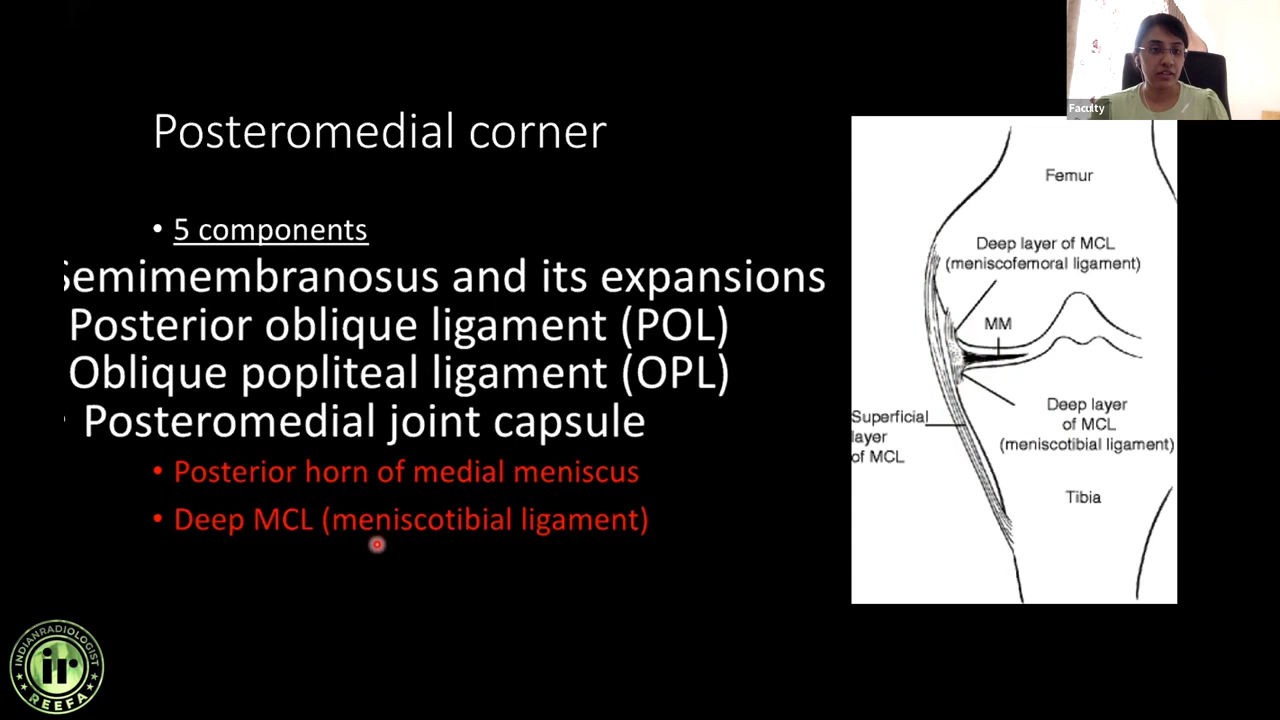 Faculty
Posteromedial corner
• 5 components
Semimembranosus and its expansions
Posterior oblique ligament (POL)
Oblique popliteal ligament (OPL)
• Posteromedial joint capsule
• Posterior horn of medial meniscus
• Deep MCL (meniscotibial ligament)
Femur
Deep layer of MCL
(meniscofemoral ligament)
MM
Superficial
layer
of MCL
Deep layer
of MCL
(meniscotibial ligament)
Tibia
INDIANRADIOLOGIST
ir
REEFA